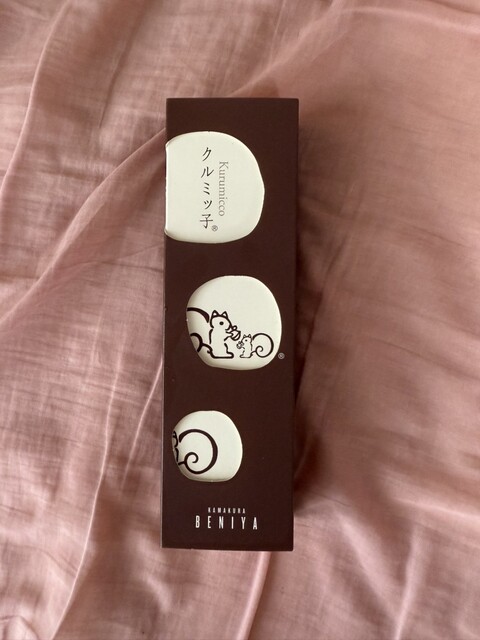 クルミッ子®
Kurumicco
®
KAMAKURA
BENIYA